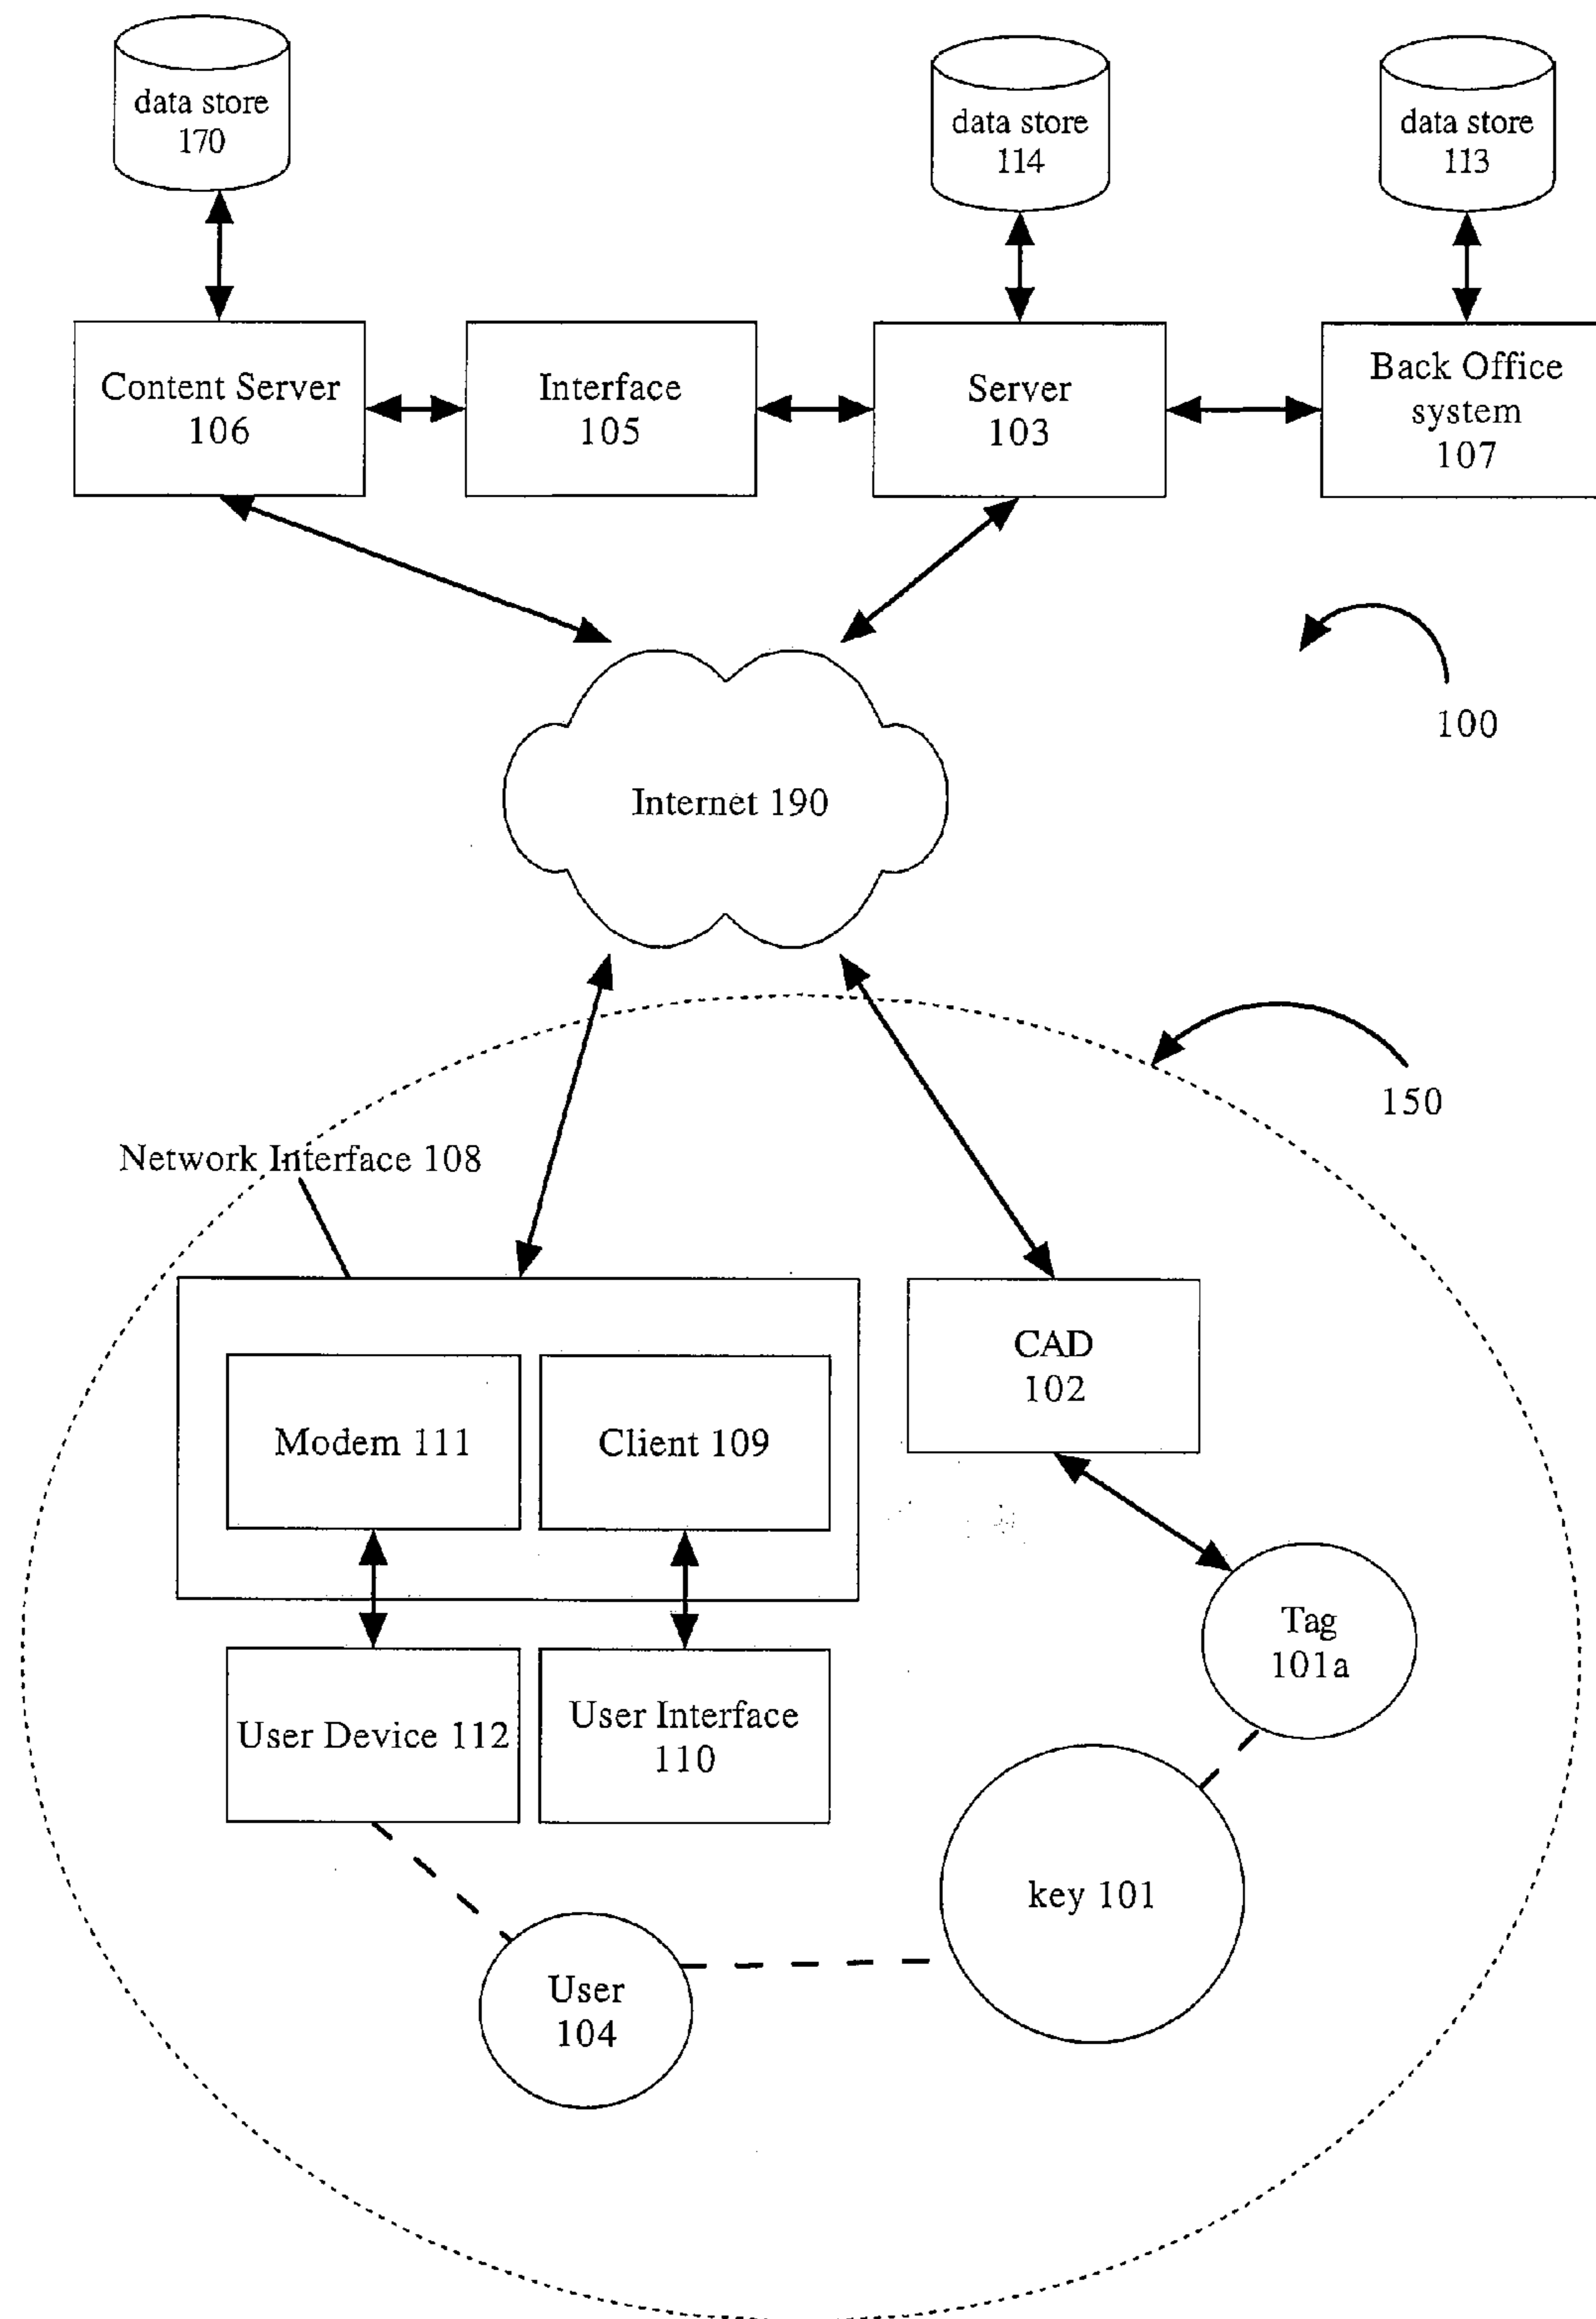 data store
170
data store
114
data store
113
Content Server
106
Interface
105
Server
103
Back Office
system
107
100
Internet 190
150
Network Interface 108
CAD
102
Modem 111
Client 109
Tag
101a
User Device 112
User Interface
110
key 101
User
104